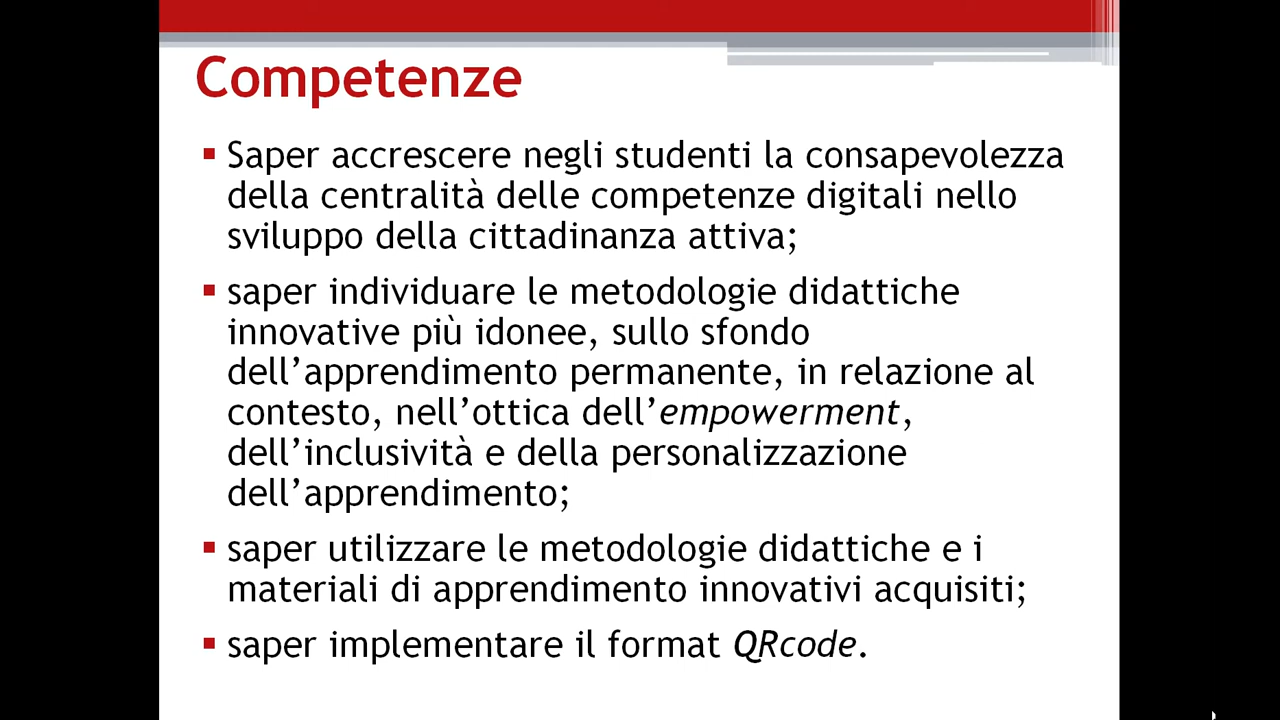 Competenze
▪ Saper accrescere negli studenti la consapevolezza
della centralità delle competenze digitali nello
sviluppo della cittadinanza attiva;
▪ saper individuare le metodologie didattiche
innovative più idonee, sullo sfondo
dell’apprendimento permanente, in relazione al
contesto, nell’ottica dell’empowerment,
dell’inclusività e della personalizzazione
dell’apprendimento;
▪ saper utilizzare le metodologie didattiche e i
materiali di apprendimento innovativi acquisiti;
▪ saper implementare il format QRcode.